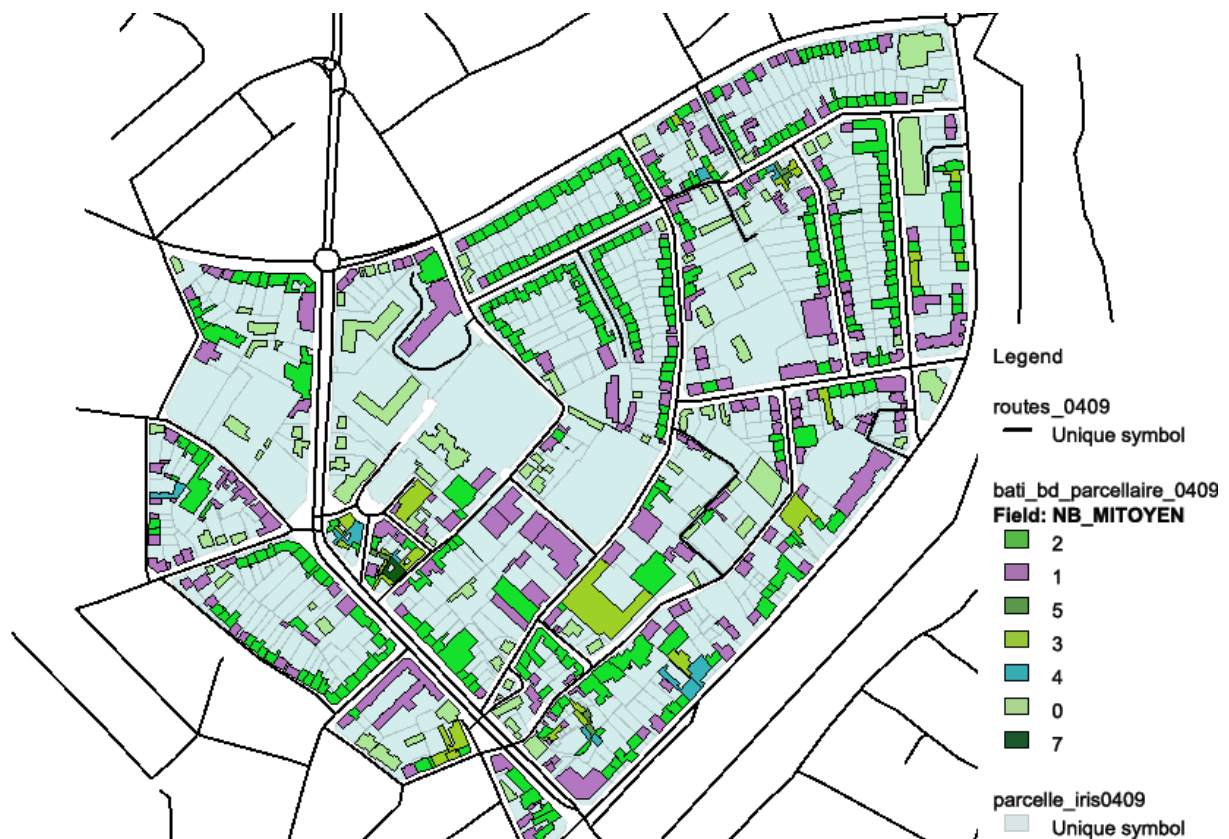 Legend
routes_0409
Unique symbol
bati_bd_parcellaire_0409
Field: NB_MITOYEN
2
1
5
3
4
0
7
parcelle_iris0409
Unique symbol